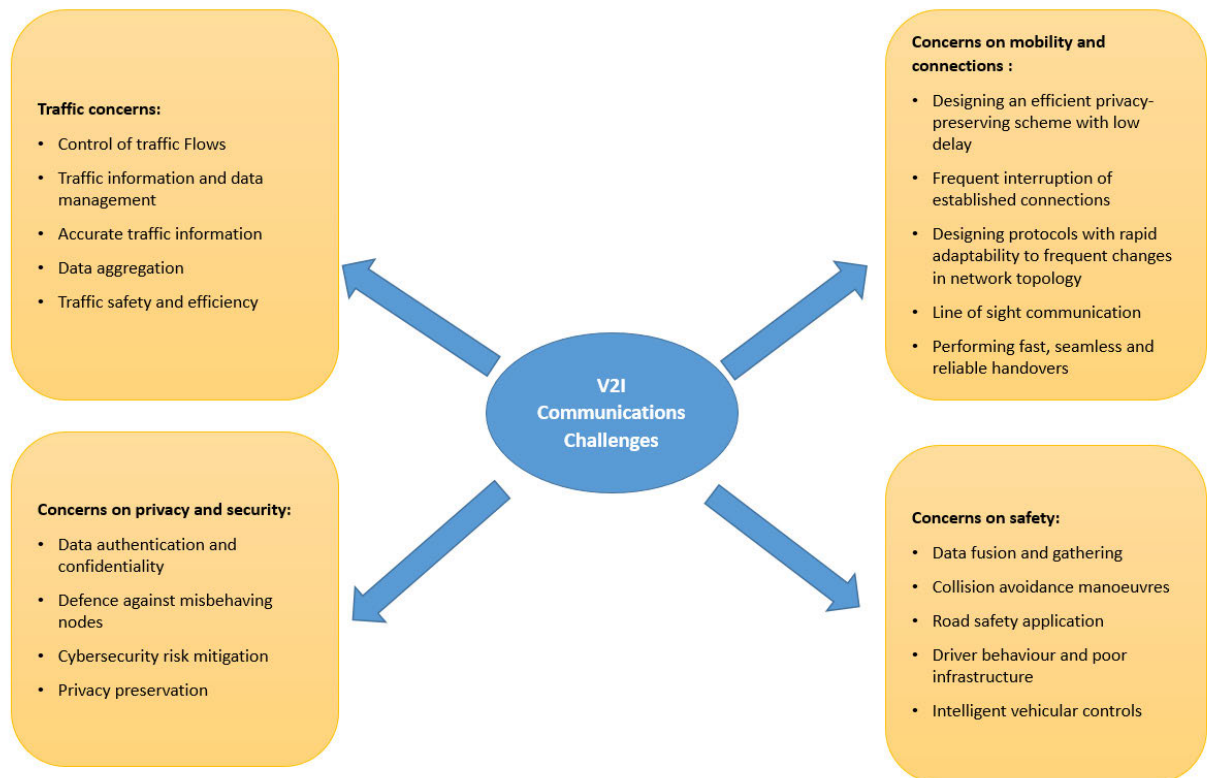 Traffic concerns:
• Control of traffic Flows
• Traffic information and data
management
• Accurate traffic information
• Data aggregation
• Traffic safety and efficiency
Concerns on mobility and
connections :
• Designing an efficient privacy-
preserving scheme with low
delay
• Frequent interruption of
established connections
• Designing protocols with rapid
adaptability to frequent changes
in network topology
• Line of sight communication
• Performing fast, seamless and
reliable handovers
V2I
Communications
Challenges
Concerns on privacy and security:
• Data authentication and
confidentiality
• Defence against misbehaving
nodes
• Cybersecurity risk mitigation
• Privacy preservation
Concerns on safety:
• Data fusion and gathering
• Collision avoidance manoeuvres
• Road safety application
• Driver behaviour and poor
infrastructure
• Intelligent vehicular controls